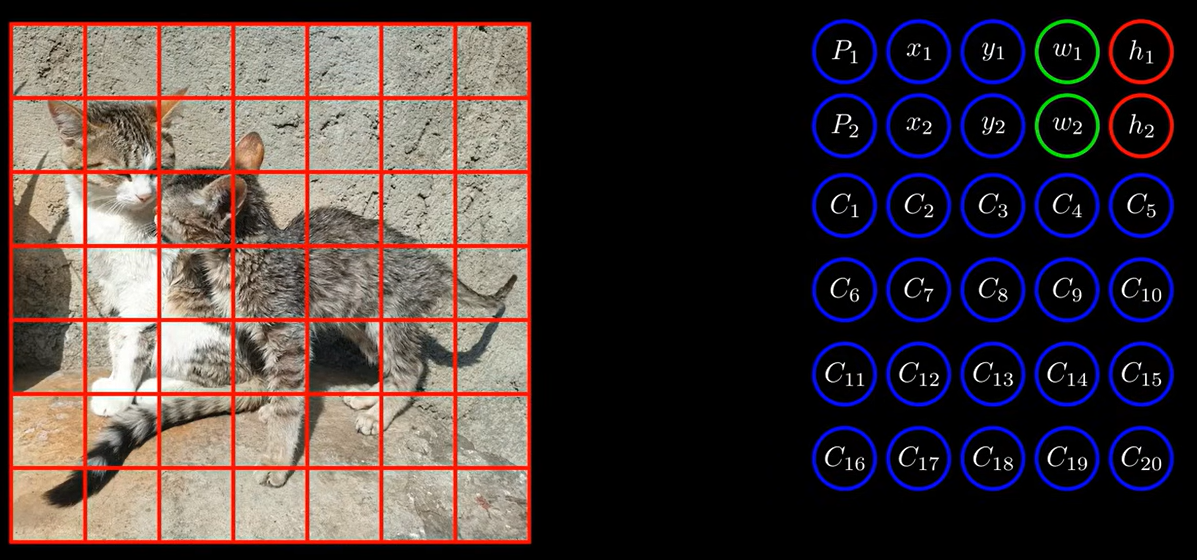 P₁ x₁ y₁ w₁ h₁
P₂ x₂ y₂ w₂ h₂
C₁ C₂ C₃ C₄ C₅
C₆ C₇ C₈ C₉ C₁₀
C₁₁ C₁₂ C₁₃ C₁₄ C₁₅
C₁₆ C₁₇ C₁₈ C₁₉ C₂₀